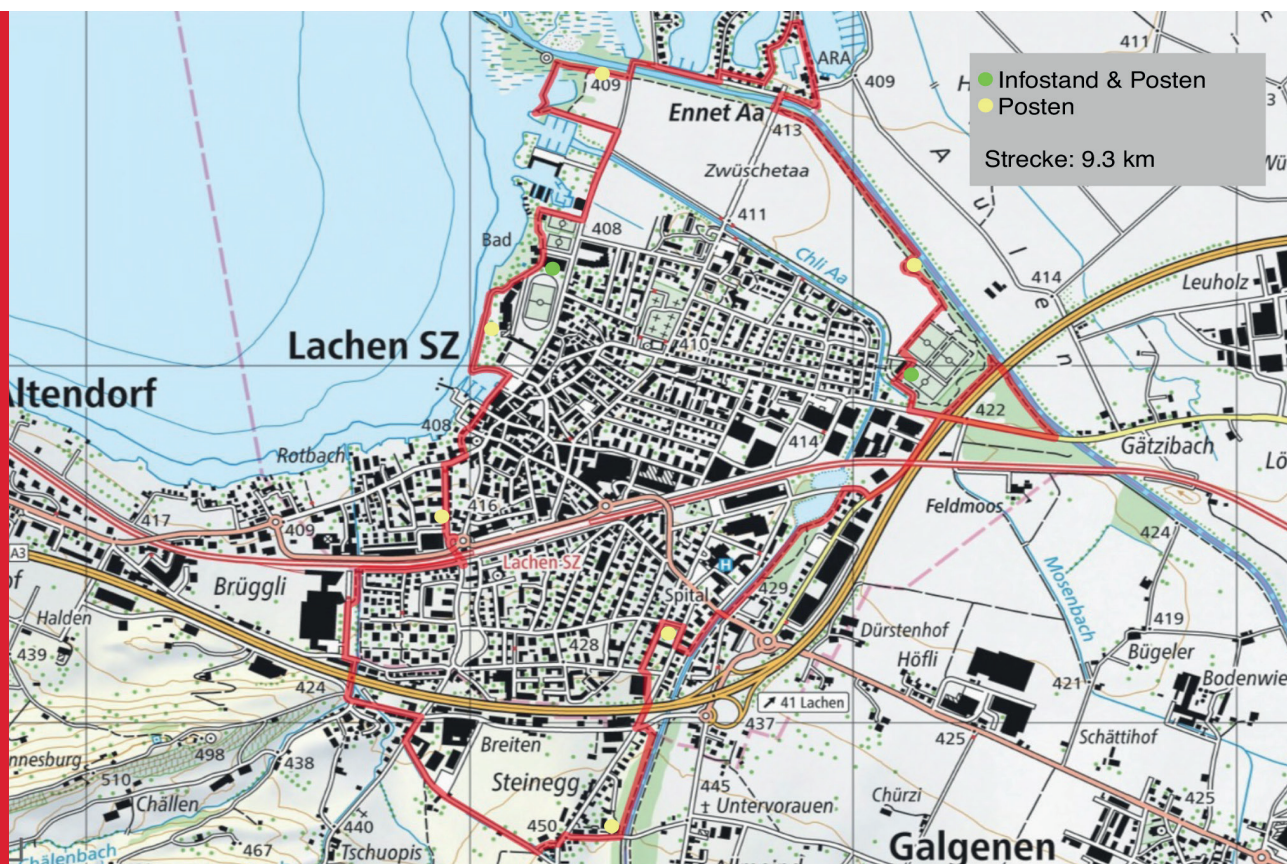 ARA
411
409
Infostand & Posten
Posten
Strecke: 9.3 km
409
Ennet Aa
413
Zwüschetaa
411
408
Bad
Chli Aa
414
Leuholz
Lachen SZ
410
Altendorf
408
422
Gätzibach
414
Rotbach
416
417
409
Feldmoos
424
A3
Lachen SZ
H
Brüggli
Spital
429
Mosenbach
Halden
428
419
Dürstenhof
Bügeler
439
Höfli
424
421
Bodenwie
41 Lachen
437
498
Breiten
425
Schättihof
nnesburg
438
510
Steinegg
445
Chällen
Untervorauen
Chürzi
425
440
450
467
Tschuopis
Galgenen
hälenbach